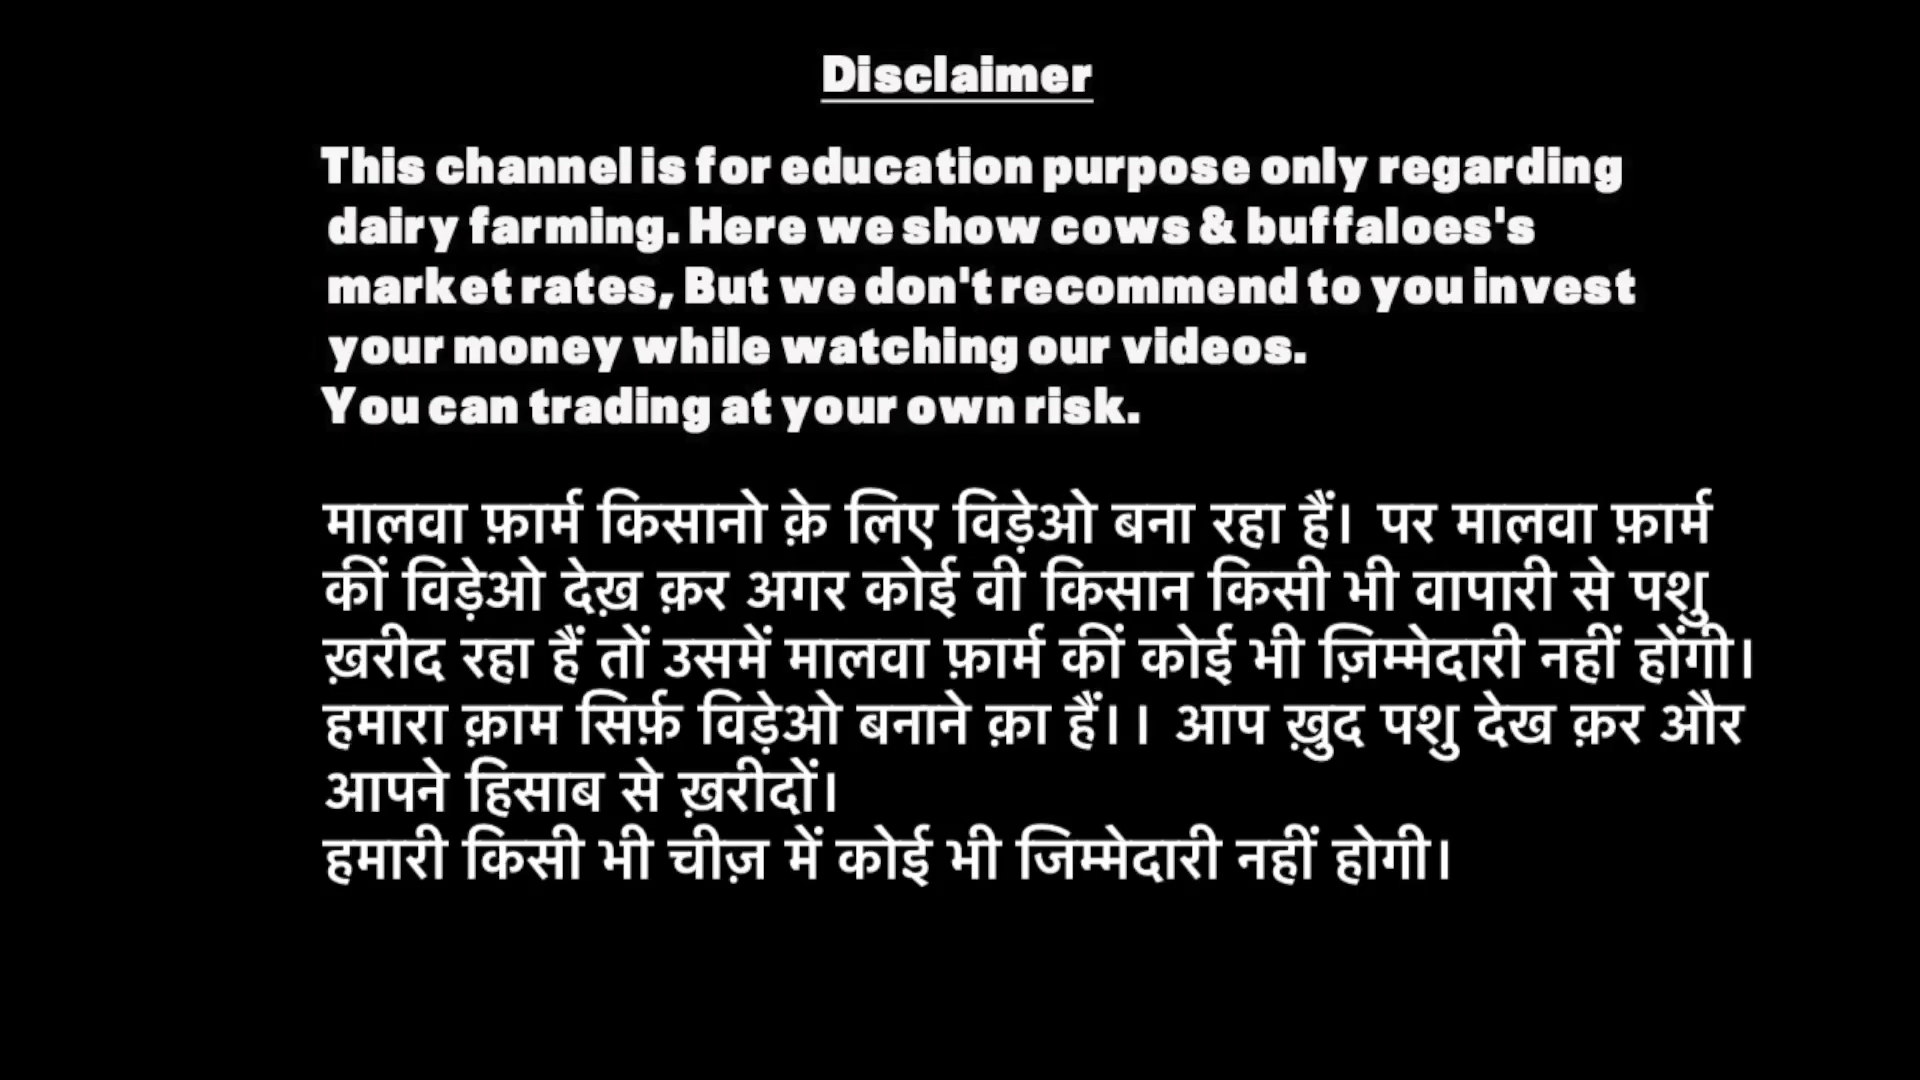 Disclaimer
This channel is for education purpose only regarding
dairy farming. Here we show cows & buffaloes's
market rates, But we don't recommend to you invest
your money while watching our videos.
You can trading at your own risk.
मालवा फ़ार्म किसानो क़े लिए विड़ेओ बना रहा हैं। पर मालवा फ़ार्म
कीं विड़ेओ देख़ क़र अगर कोई वी किसान किसी भी वापारी से पशु
ख़रीद रहा हैं तों उसमें मालवा फ़ार्म कीं कोई भी ज़िम्मेदारी नहीं होंगी।
हमारा क़ाम सिर्फ़ विड़ेओ बनाने क़ा हैं।। आप ख़ुद पशु देख क़र और
आपने हिसाब से ख़रीदों।
हमारी किसी भी चीज़ में कोई भी जिम्मेदारी नहीं होगी।